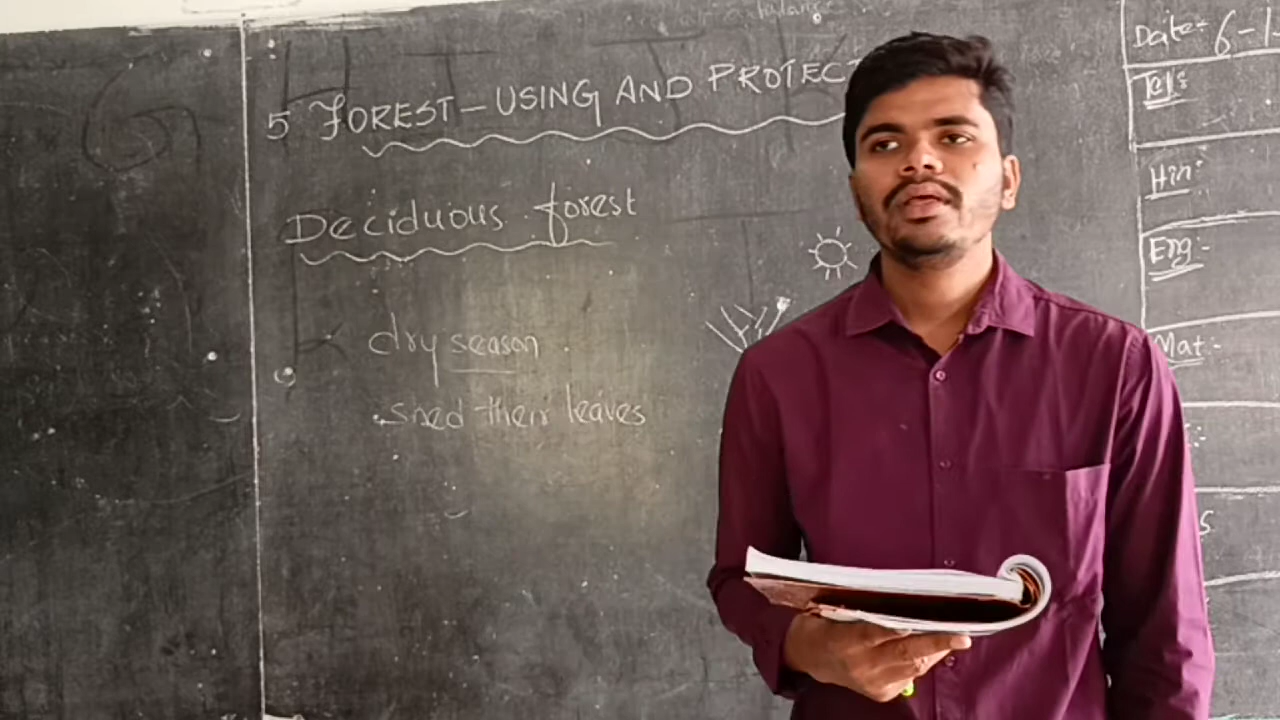 5 FOREST - USING AND PROTECT
Deciduous forest
dry season
shed their leaves
Date:- 6-1-
Tel:
Hin:
Eng:-
Mat:-
S